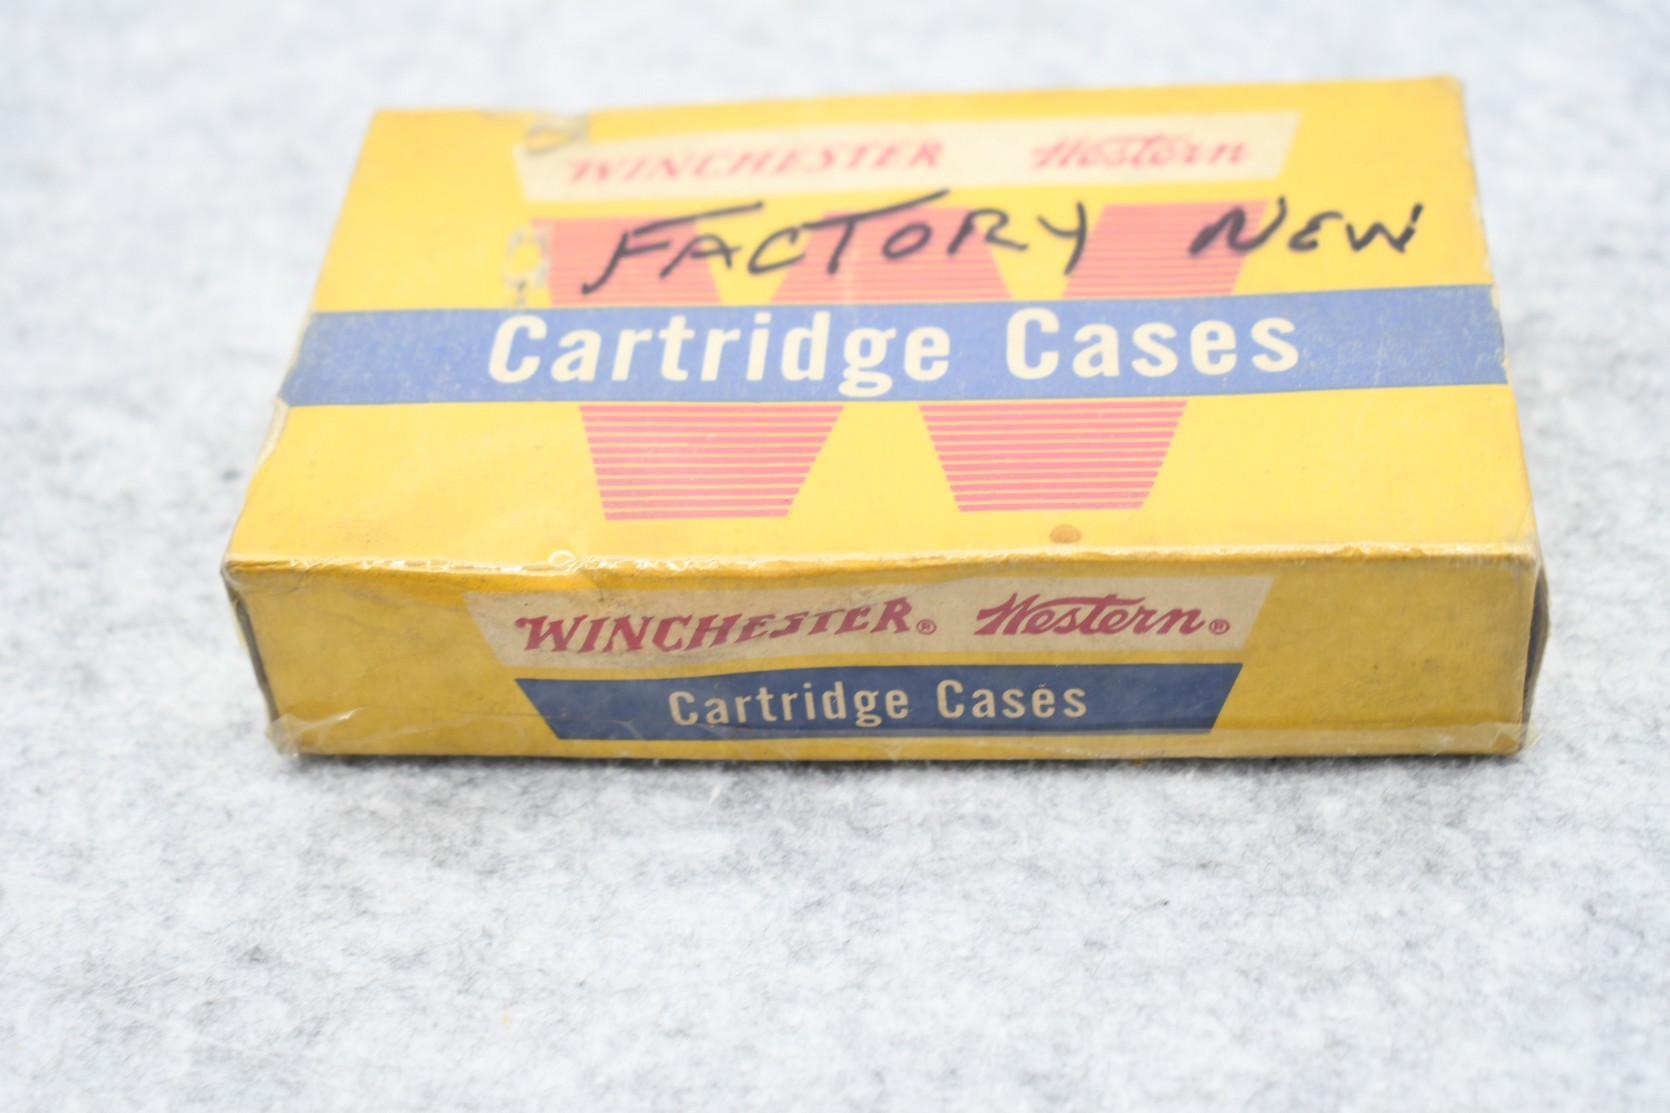 WINCHESTER Western
FACTORY NEW
Cartridge Cases
WINCHESTER® Western®
Cartridge Cases